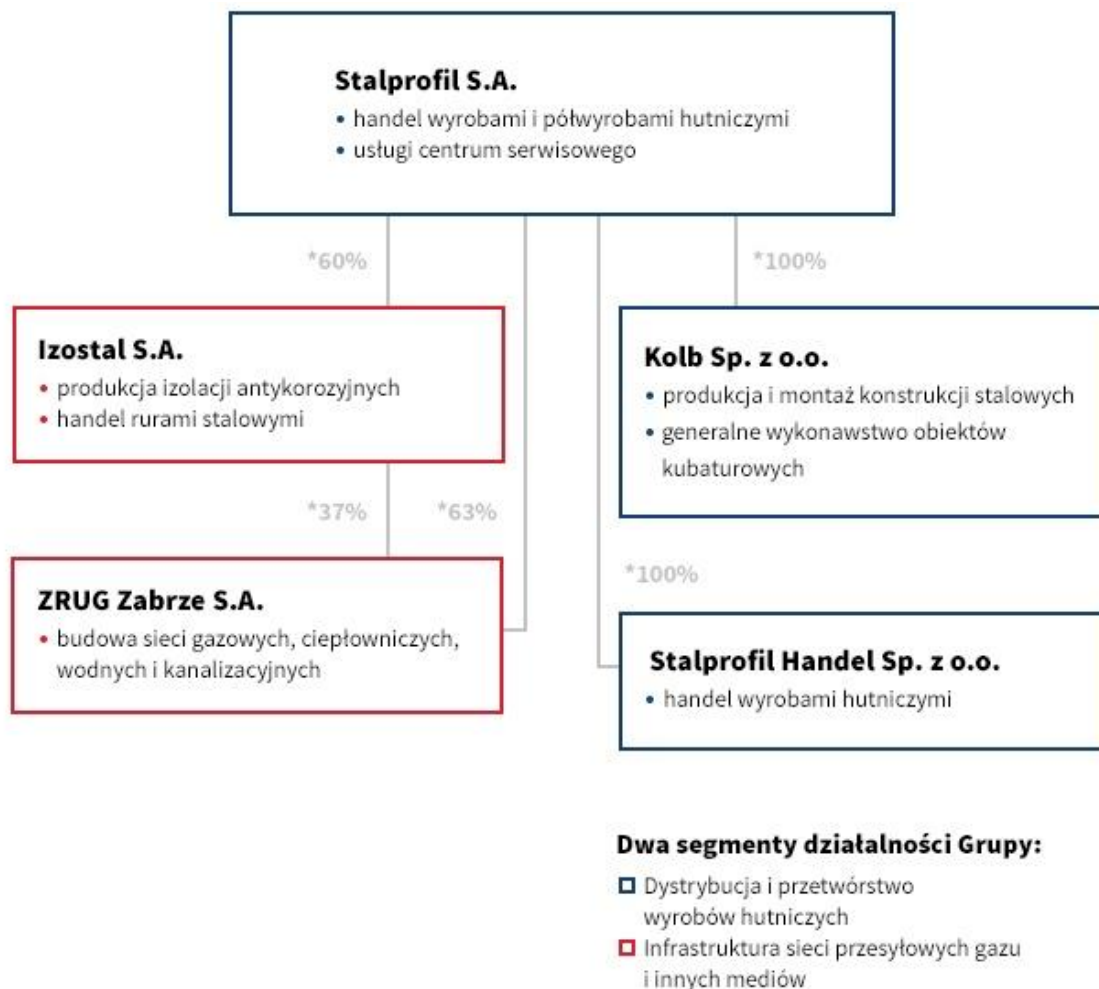 Stalprofil S.A.
• handel wyrobami i półwyrobami hutniczymi
• usługi centrum serwisowego
*60%
*100%
Izostal S.A.
• produkcja izolacji antykorozyjnych
• handel rurami stalowymi
Kolb Sp. z o.o.
• produkcja i montaż konstrukcji stalowych
• generalne wykonawstwo obiektów
kubaturowych
*37%
*63%
*100%
ZRUG Zabrze S.A.
• budowa sieci gazowych, ciepłowniczych,
wodnych i kanalizacyjnych
Stalprofil Handel Sp. z o.o.
• handel wyrobami hutniczymi
Dwa segmenty działalności Grupy:
Dystrybucja i przetwórstwo
wyrobów hutniczych
Infrastruktura sieci przesyłowych gazu
i innych mediów